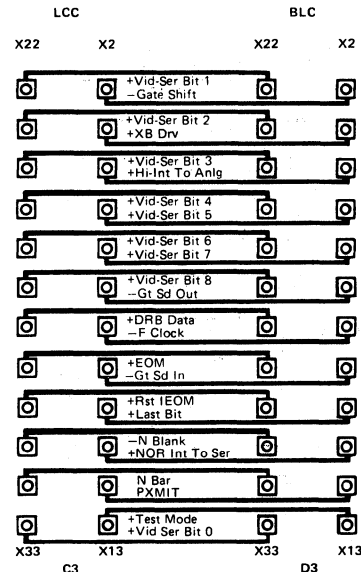 LCC BLC
X22 X2 X22 X2
+Vid-Ser Bit 1
−Gate Shift
+Vid-Ser Bit 2
+XB Drv
+Vid-Ser Bit 3
+Hi-Int To Anlg
+Vid-Ser Bit 4
+Vid-Ser Bit 5
+Vid-Ser Bit 6
+Vid-Ser Bit 7
+Vid-Ser Bit 8
−Gt Sd Out
+DRB Data
−F Clock
+EOM
−Gt Sd In
+Rst IEOM
+Last Bit
−N Blank
+NOR Int To Ser
N Bar
PXMIT
+Test Mode
+Vid Ser Bit 0
X33 X13 X33 X13
C3 D3